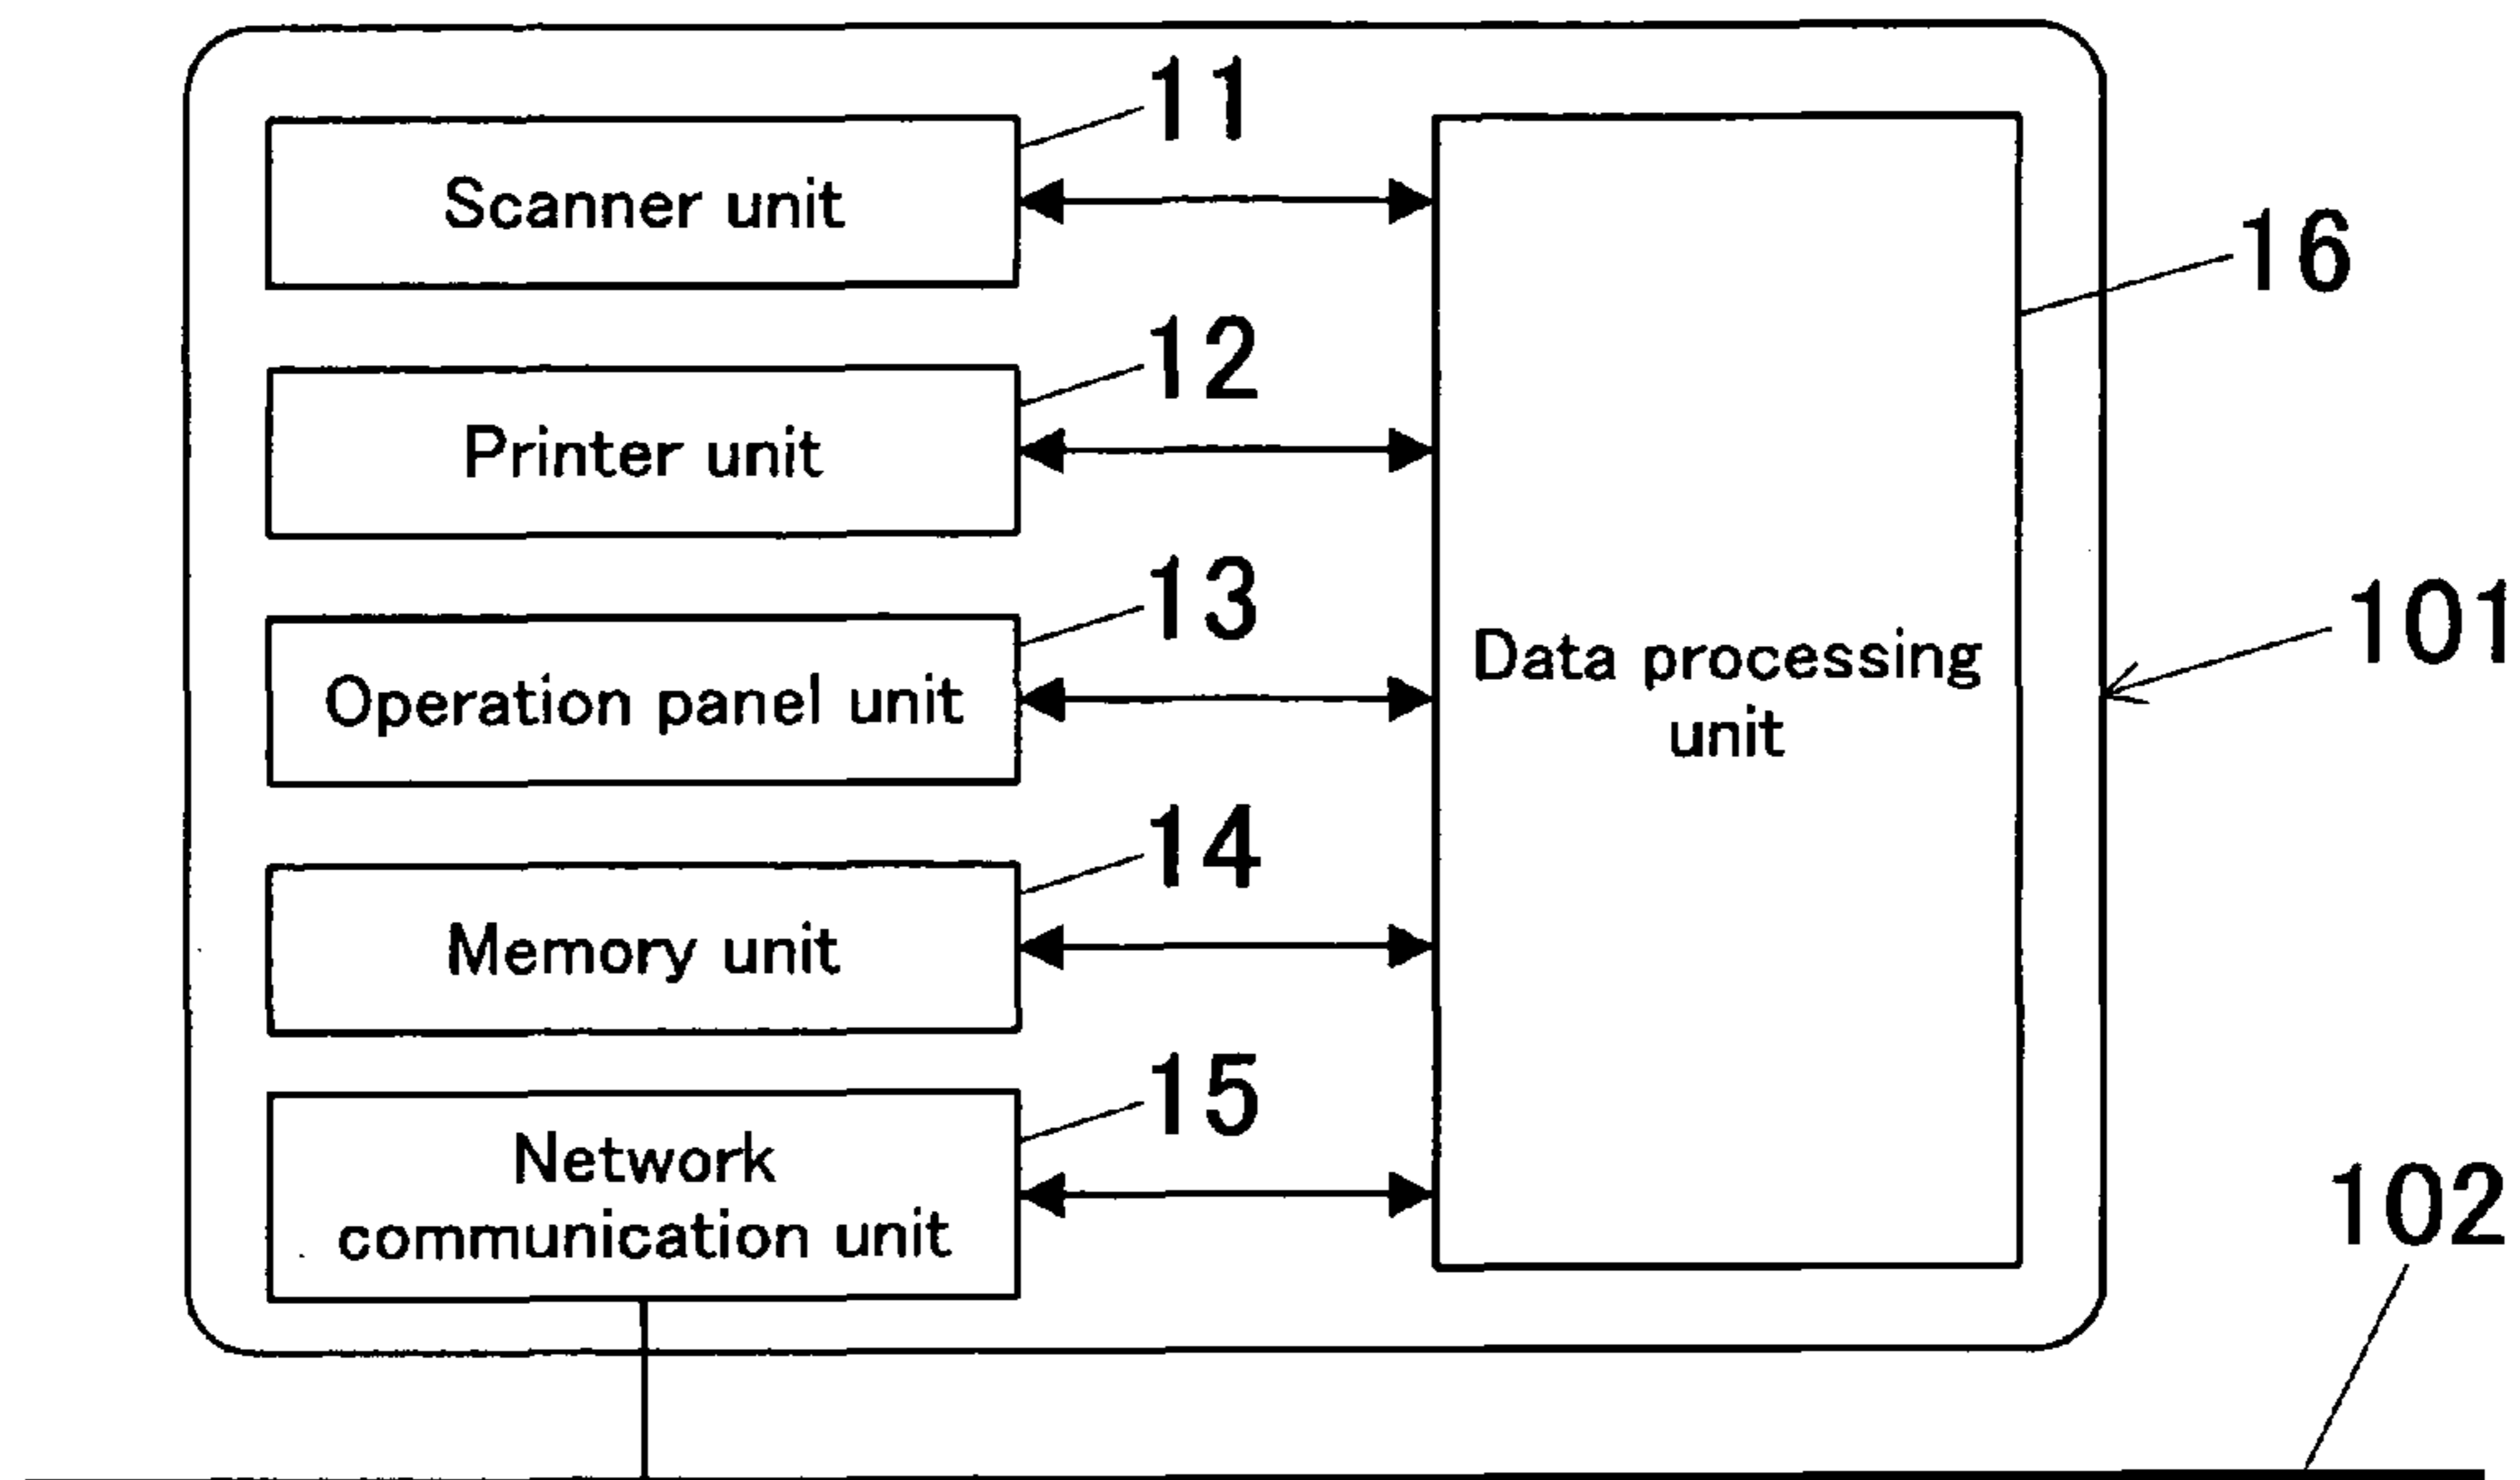 11
Scanner unit
16
12
Printer unit
13
Operation panel unit
Data processing
unit
101
14
Memory unit
15
Network
communication unit
102